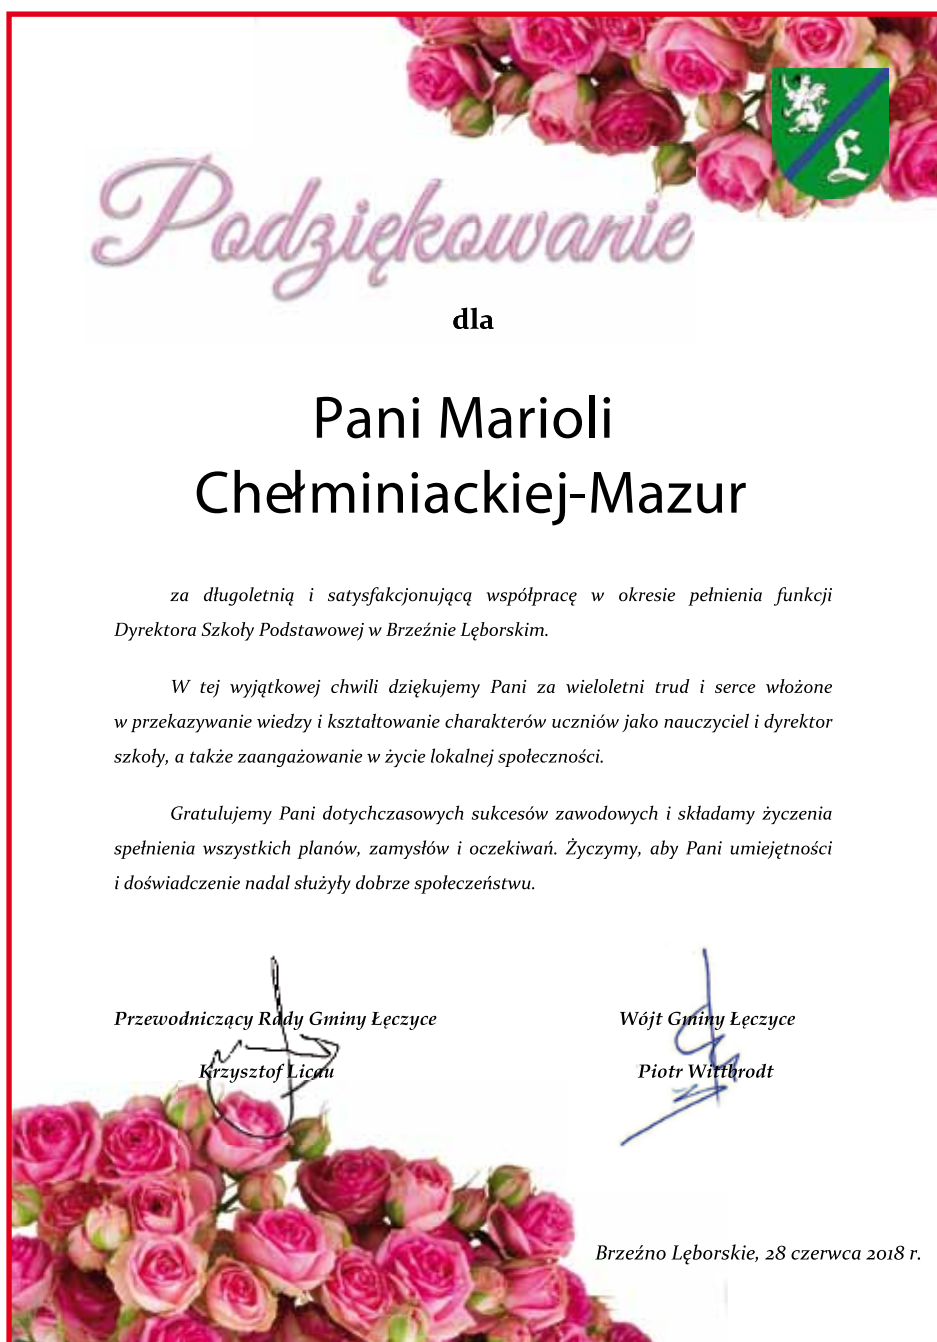 Podziękowanie
dla
Pani Marioli
Chełminiackiej-Mazur
za długoletnią i satysfakcjonującą współpracę w okresie pełnienia funkcji
Dyrektora Szkoły Podstawowej w Brzeźnie Lęborskim.
W tej wyjątkowej chwili dziękujemy Pani za wieloletni trud i serce włożone
w przekazywanie wiedzy i kształtowanie charakterów uczniów jako nauczyciel i dyrektor
szkoły, a także zaangażowanie w życie lokalnej społeczności.
Gratulujemy Pani dotychczasowych sukcesów zawodowych i składamy życzenia
spełnienia wszystkich planów, zamysłów i oczekiwań. Życzymy, aby Pani umiejętności
i doświadczenie nadal służyły dobrze społeczeństwu.
Przewodniczący Rady Gminy Łęczyce
Krzysztof Licau
Wójt Gminy Łęczyce
Piotr Wittbrodt
Brzeźno Lęborskie, 28 czerwca 2018 r.